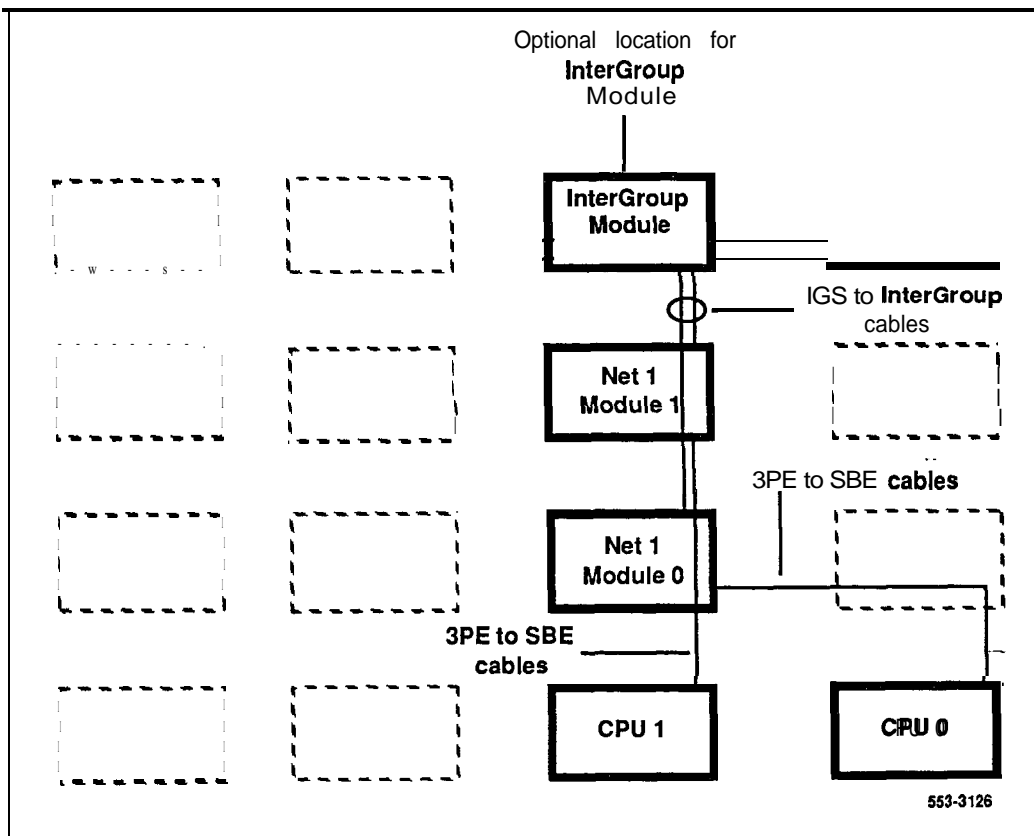 Optional location for
InterGroup
Module
InterGroup
Module
- w - - - - s - -
IGS to InterGroup
cables
Net 1
Module 1
3PE to SBE cables
Net 1
Module 0
3PE to SBE
cables
CPU 1
CPU 0
553-3126